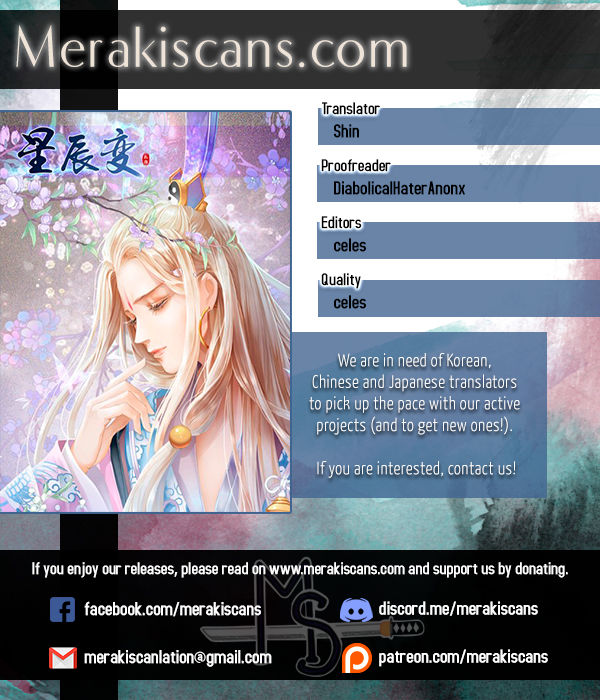 Merakiscans.com
星辰变
Translator
Shin
Proofreader
DiabolicalHaterAnonx
Editors
celes
Quality
celes
We are in need of Korean,
Chinese and Japanese translators
to pick up the pace with our active
projects (and to get new ones!).
If you are interested, contact us!
If you enjoy our releases, please read on www.merakiscans.com and support us by donating.
MS
facebook.com/merakiscans
discord.me/merakiscans
merakiscanlation@gmail.com
patreon.com/merakiscans